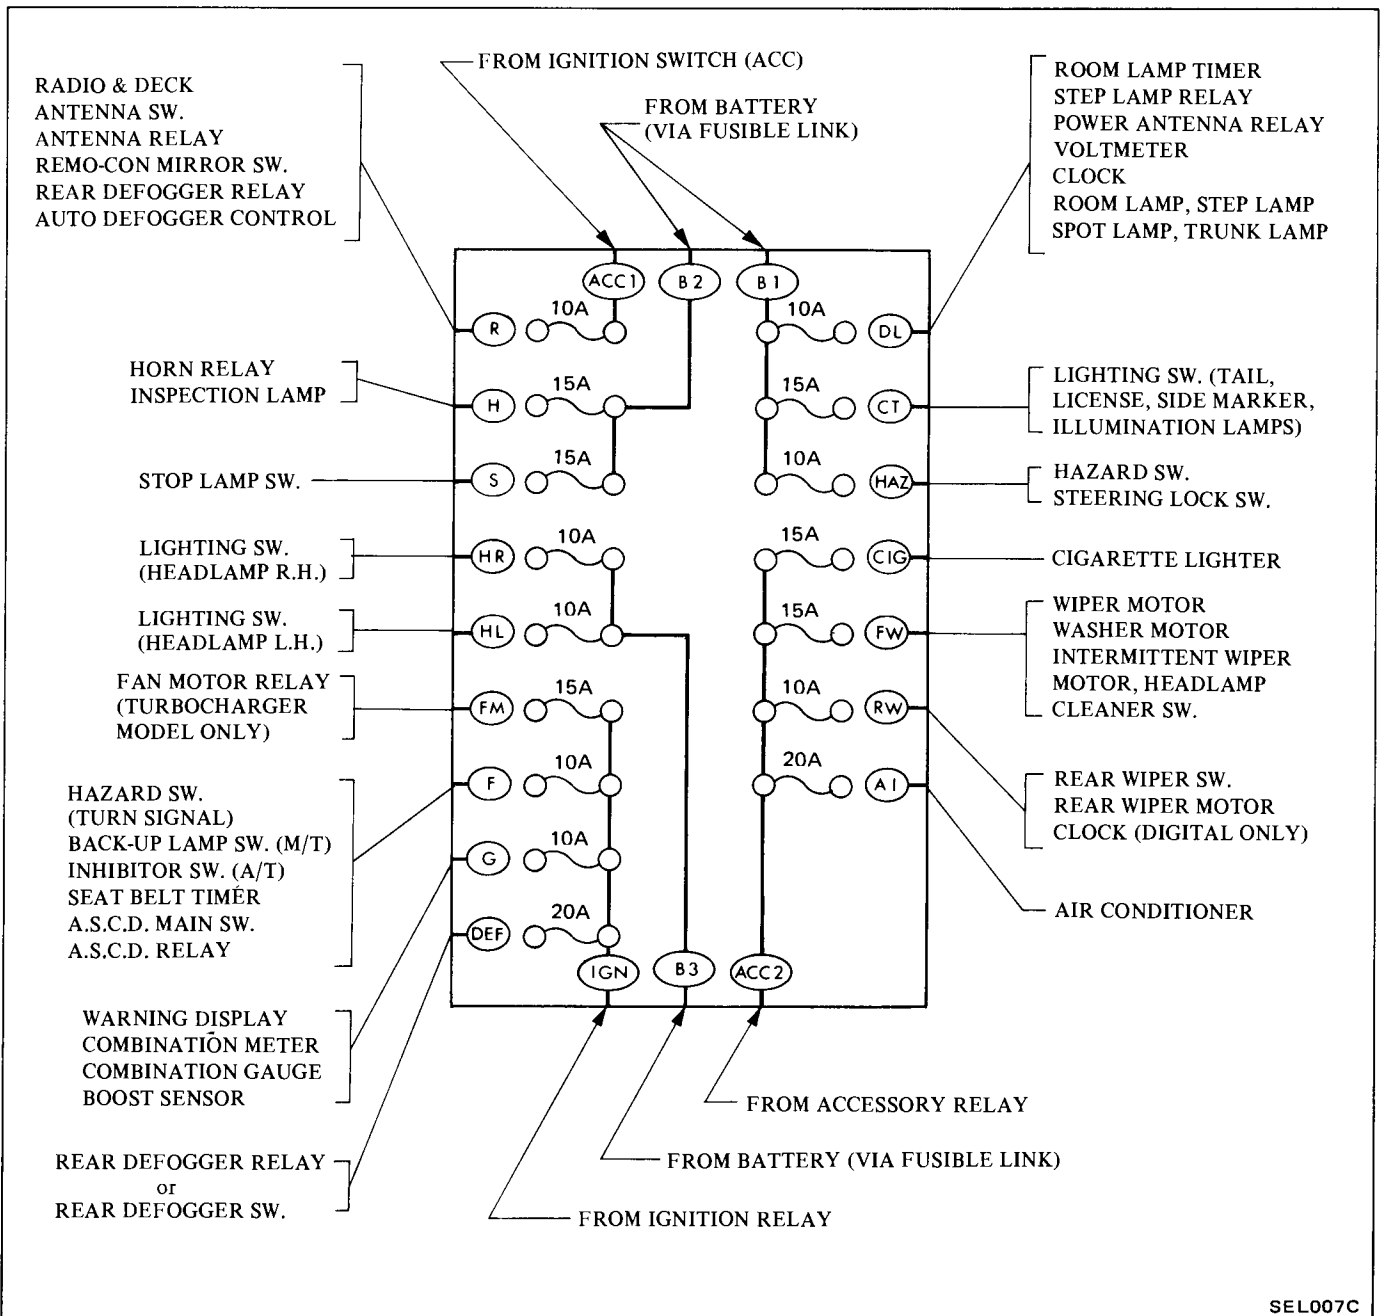 FROM IGNITION SWITCH (ACC)
FROM BATTERY
(VIA FUSIBLE LINK)
RADIO & DECK
ANTENNA SW.
ANTENNA RELAY
REMO-CON MIRROR SW.
REAR DEFOGGER RELAY
AUTO DEFOGGER CONTROL
HORN RELAY
INSPECTION LAMP
STOP LAMP SW.
LIGHTING SW.
(HEADLAMP R.H.)
LIGHTING SW.
(HEADLAMP L.H.)
FAN MOTOR RELAY
(TURBOCHARGER
MODEL ONLY)
HAZARD SW.
(TURN SIGNAL)
BACK-UP LAMP SW. (M/T)
INHIBITOR SW. (A/T)
SEAT BELT TIMER
A.S.C.D. MAIN SW.
A.S.C.D. RELAY
WARNING DISPLAY
COMBINATION METER
COMBINATION GAUGE
BOOST SENSOR
REAR DEFOGGER RELAY
or
REAR DEFOGGER SW.
ACC1
B2
B1
R
10A
H
15A
S
15A
HR
10A
HL
10A
FM
15A
F
10A
G
10A
DEF
20A
10A
DL
15A
CT
10A
HAZ
15A
CIG
15A
FW
10A
RW
20A
AI
IGN
B3
ACC2
ROOM LAMP TIMER
STEP LAMP RELAY
POWER ANTENNA RELAY
VOLTMETER
CLOCK
ROOM LAMP, STEP LAMP
SPOT LAMP, TRUNK LAMP
LIGHTING SW. (TAIL,
LICENSE, SIDE MARKER,
ILLUMINATION LAMPS)
HAZARD SW.
STEERING LOCK SW.
CIGARETTE LIGHTER
WIPER MOTOR
WASHER MOTOR
INTERMITTENT WIPER
MOTOR, HEADLAMP
CLEANER SW.
REAR WIPER SW.
REAR WIPER MOTOR
CLOCK (DIGITAL ONLY)
AIR CONDITIONER
FROM ACCESSORY RELAY
FROM BATTERY (VIA FUSIBLE LINK)
FROM IGNITION RELAY
SEL007C